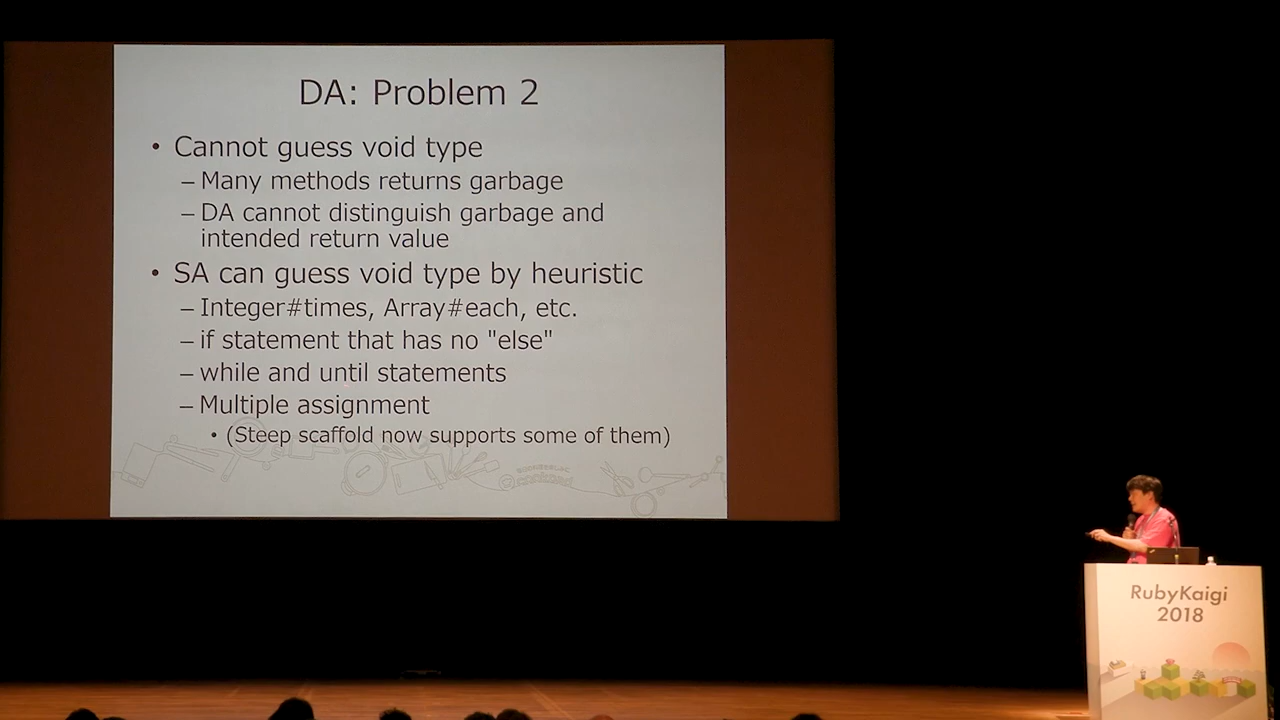 DA: Problem 2
• Cannot guess void type
– Many methods returns garbage
– DA cannot distinguish garbage and
intended return value
• SA can guess void type by heuristic
– Integer#times, Array#each, etc.
– if statement that has no "else"
– while and until statements
– Multiple assignment
• (Steep scaffold now supports some of them)
cookpad
RubyKaigi
2018